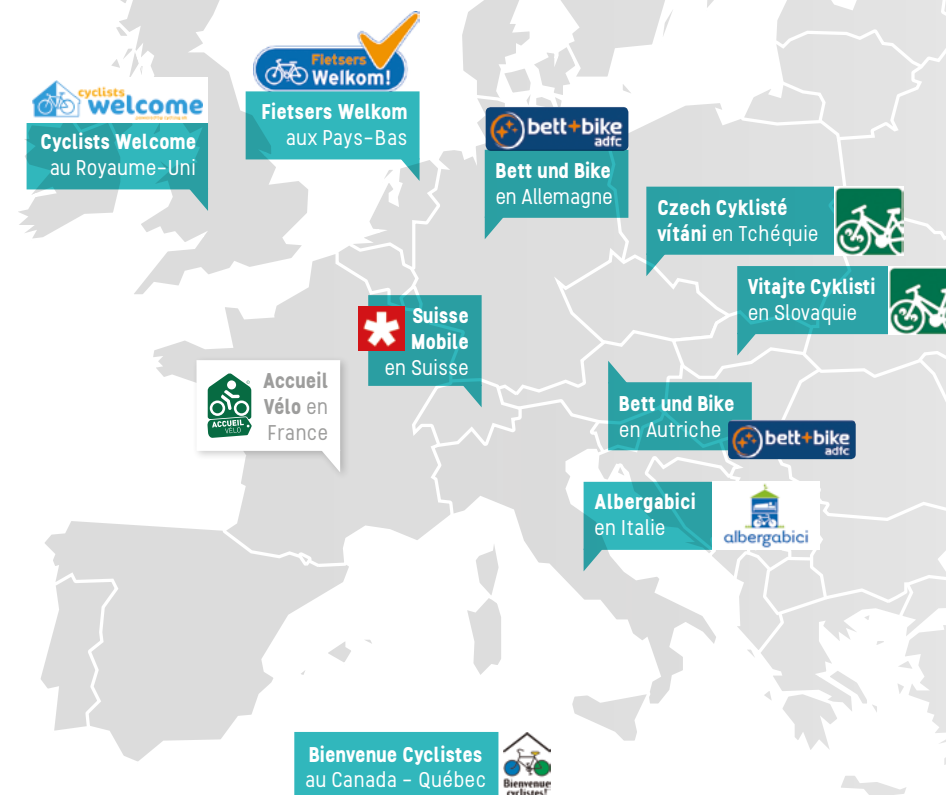 cyclists
welcome
Cyclists Welcome
au Royaume-Uni
Fietsers
Welkom!
Fietsers Welkom
aux Pays-Bas
bett+bike
adfc
Bett und Bike
en Allemagne
Czech Cyklisté
vítáni en Tchéquie
Vitajte Cyklisti
en Slovaquie
Suisse
Mobile
en Suisse
ACCUEIL
VÉLO
Accueil
Vélo en
France
Bett und Bike
en Autriche
bett+bike
adfc
Albergabici
en Italie
albergabici
Bienvenue Cyclistes
au Canada - Québec
Bienvenue
cyclistes!